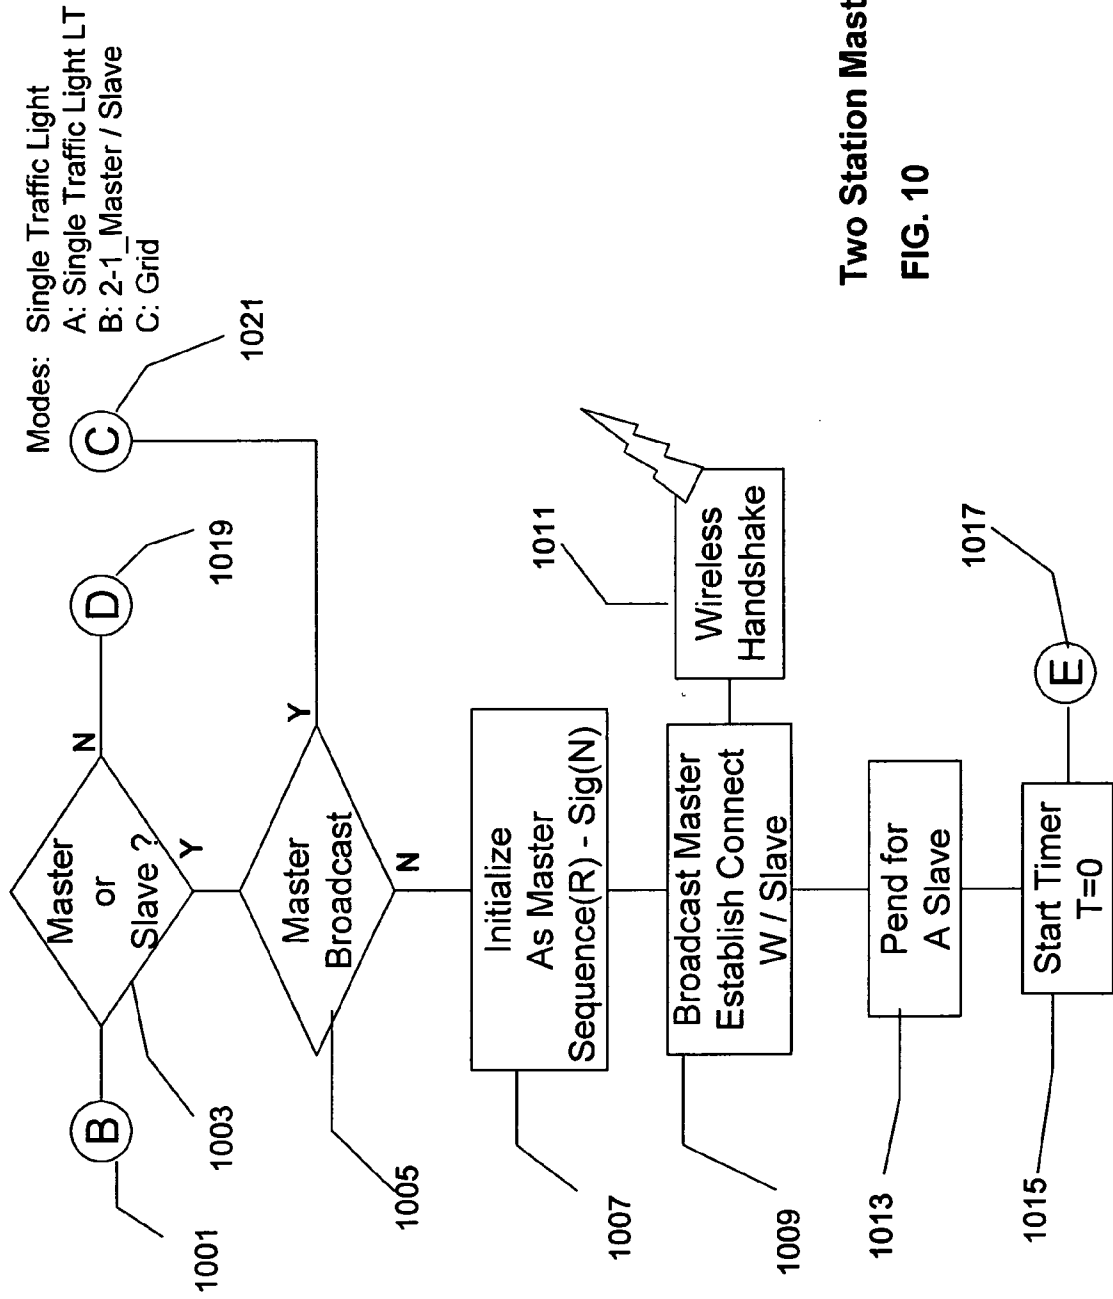 Modes: Single Traffic Light
A: Single Traffic Light LT
B: 2-1_Master / Slave
C: Grid
B
1001
Master
or
Slave ?
1003
N
Y
D
1019
C
1021
Master
Broadcast
1005
Y
N
Initialize
As Master
Sequence(R) - Sig(N)
1007
Broadcast Master
Establish Connect
W / Slave
1009
Wireless
Handshake
1011
Pend for
A Slave
1013
Start Timer
T=0
1015
E
1017
Two Station Mast
FIG. 10